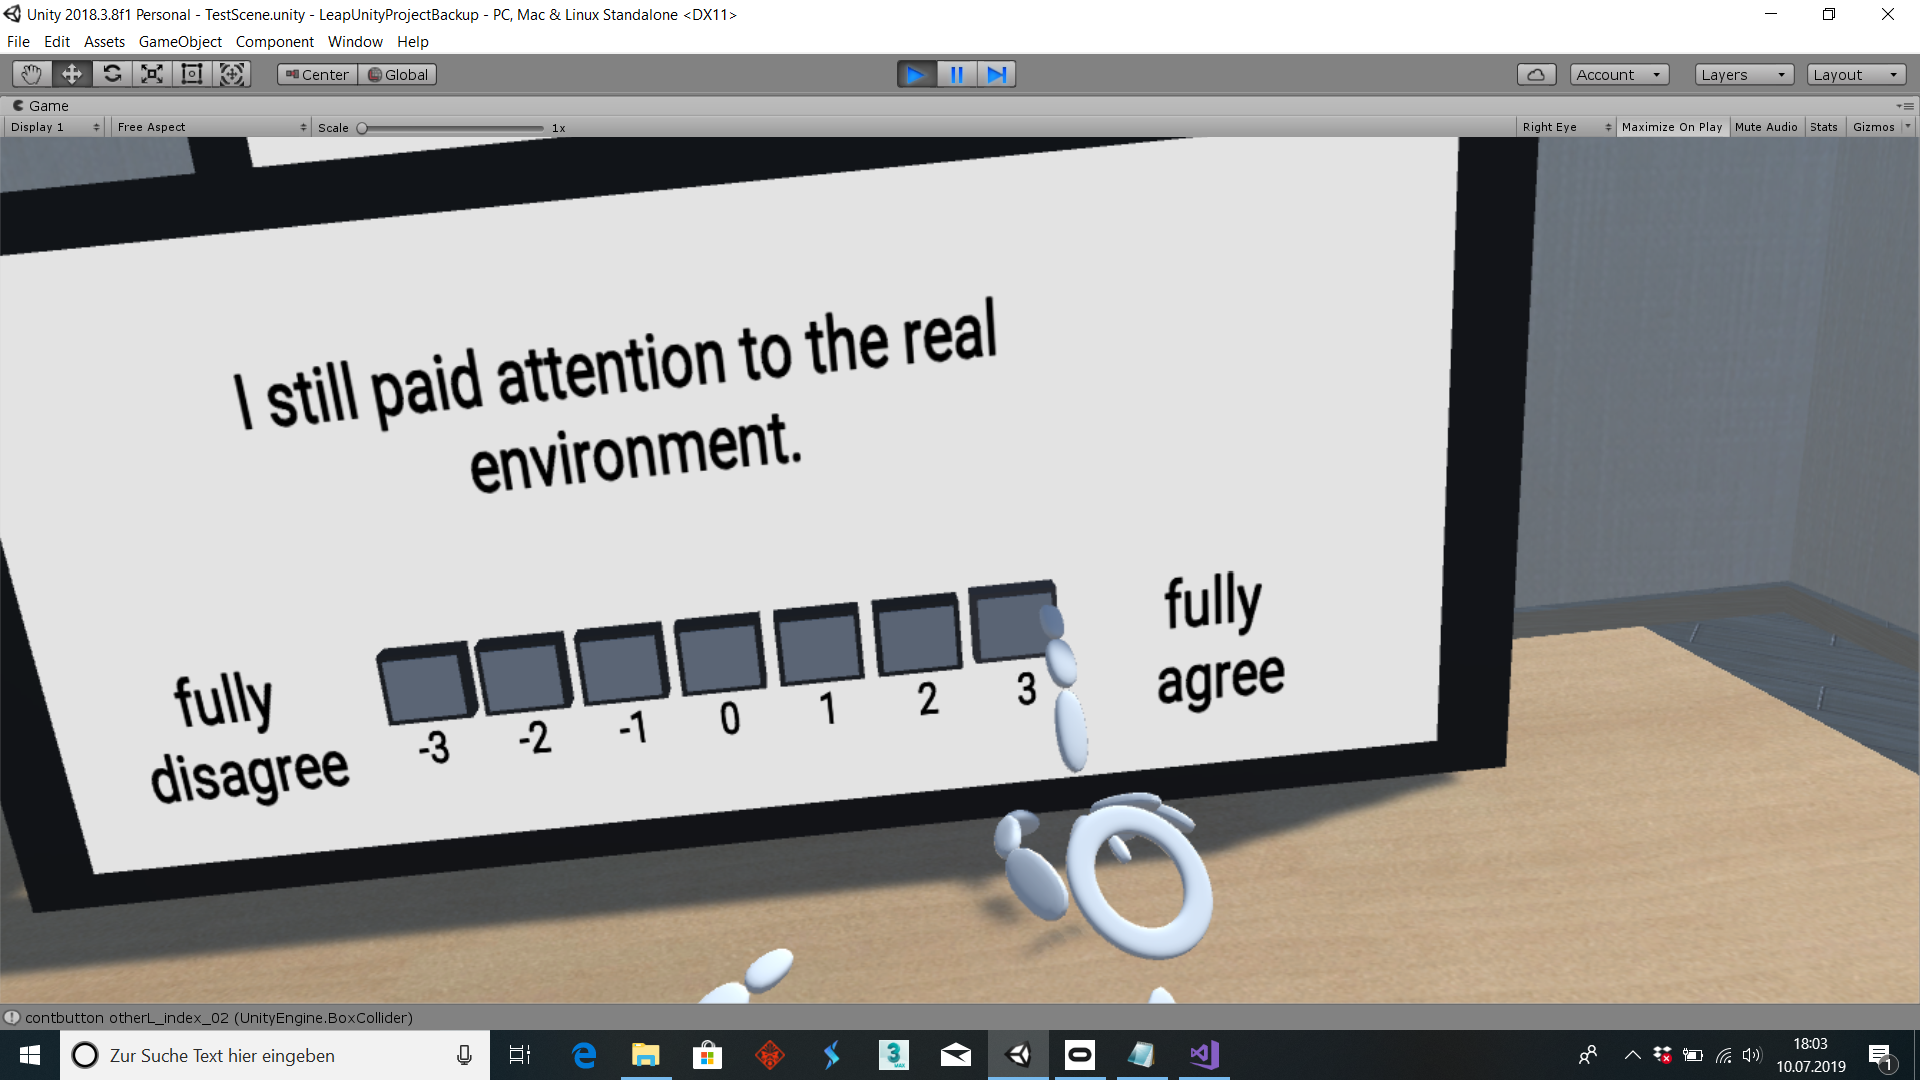 Unity 2018.3.8f1 Personal - TestScene.unity - LeapUnityProjectBackup - PC, Mac & Linux Standalone <DX11>
File Edit Assets GameObject Component Window Help
Center Global Account Layers Layout
Game
Display 1 Free Aspect Scale 1x Right Eye Maximize On Play Mute Audio Stats Gizmos
I still paid attention to the real
environment.
fully
disagree
-3 -2 -1 0 1 2 3
fully
agree
contbutton otherL_index_02 (UnityEngine.BoxCollider)
Zur Suche Text hier eingeben
3
MAX
18:03
10.07.2019
1